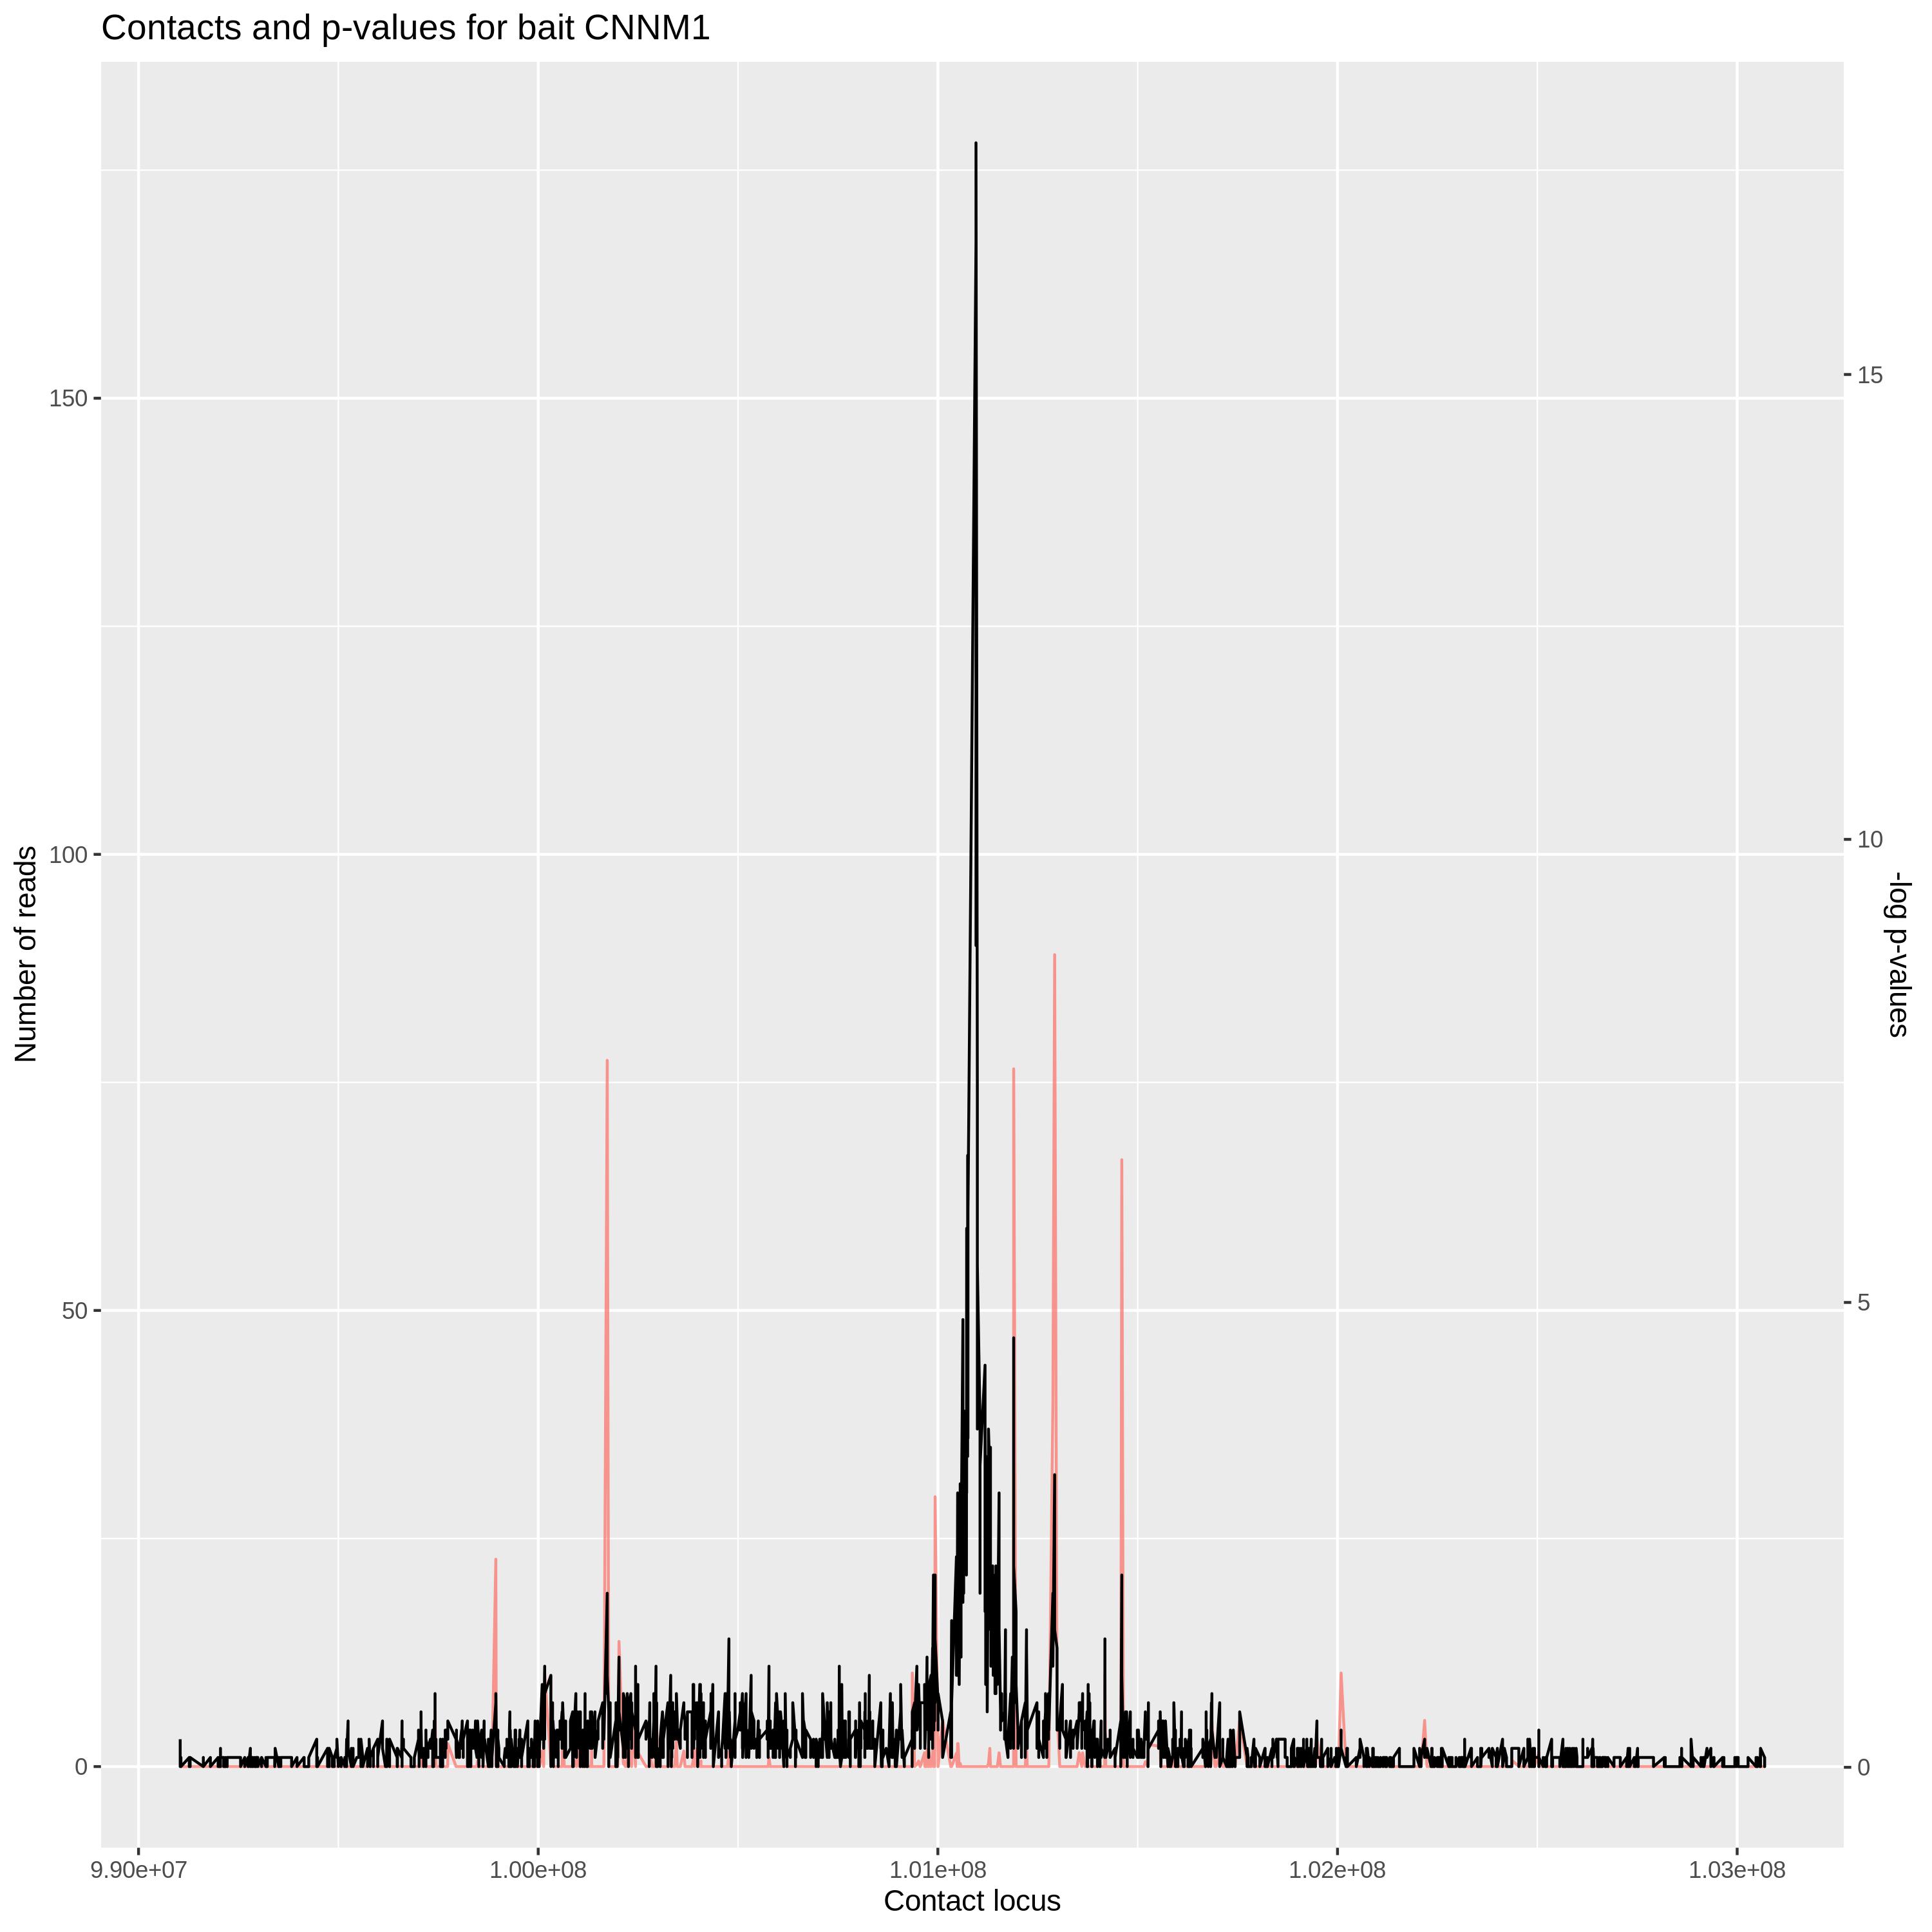 Contacts and p-values for bait CNNM1
150
100
50
0
Number of reads
15
10
5
0
-log p-values
9.90e+07
1.00e+08
1.01e+08
1.02e+08
1.03e+08
Contact locus